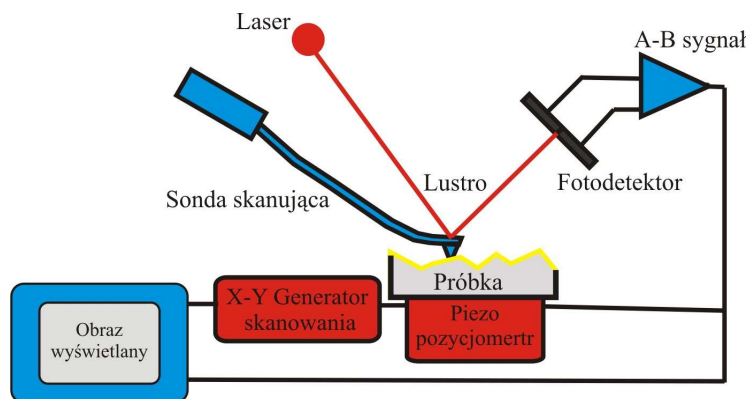 Laser
A-B sygnał
Lustro
Fotodetektor
Sonda skanująca
Próbka
X-Y Generator
skanowania
Piezo
pozycjomertr
Obraz
wyświetlany